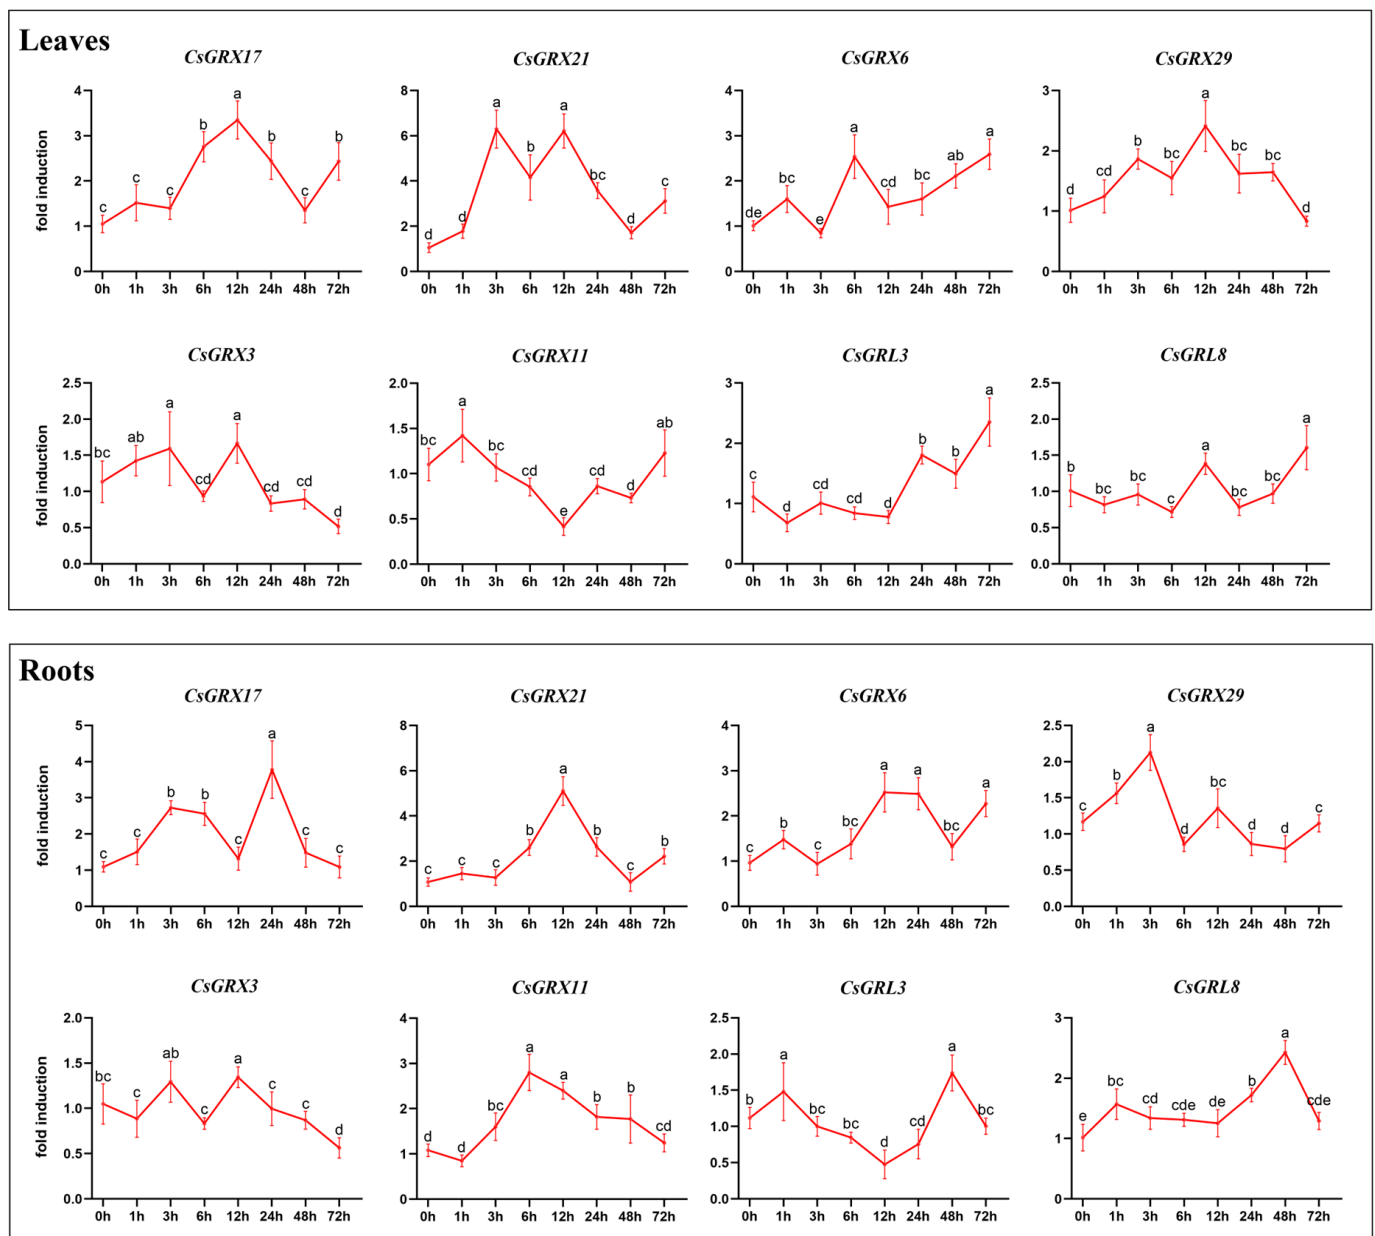 Leaves
CsGRX17 CsGRX21 CsGRX6 CsGRX29
fold induction
4 3 2 1 0
c c c b a b c b
0h 1h 3h 6h 12h 24h 48h 72h
8 6 4 2 0
d d a b a bc d c
0h 1h 3h 6h 12h 24h 48h 72h
4 3 2 1 0
de bc e a cd bc ab a
0h 1h 3h 6h 12h 24h 48h 72h
3 2 1 0
d cd b bc a bc bc d
0h 1h 3h 6h 12h 24h 48h 72h
CsGRX3 CsGRX11 CsGRL3 CsGRL8
fold induction
2.5 2.0 1.5 1.0 0.5 0.0
bc ab a cd a cd cd d
0h 1h 3h 6h 12h 24h 48h 72h
2.0 1.5 1.0 0.5 0.0
bc a bc cd e cd d ab
0h 1h 3h 6h 12h 24h 48h 72h
3 2 1 0
c d cd cd d b b a
0h 1h 3h 6h 12h 24h 48h 72h
2.5 2.0 1.5 1.0 0.5 0.0
b bc bc c a bc bc a
0h 1h 3h 6h 12h 24h 48h 72h
Roots
CsGRX17 CsGRX21 CsGRX6 CsGRX29
fold induction
5 4 3 2 1 0
c c b b c a c c
0h 1h 3h 6h 12h 24h 48h 72h
8 6 4 2 0
c c c b a b c b
0h 1h 3h 6h 12h 24h 48h 72h
4 3 2 1 0
c b c bc a a bc a
0h 1h 3h 6h 12h 24h 48h 72h
2.5 2.0 1.5 1.0 0.5 0.0
c b a d bc d d c
0h 1h 3h 6h 12h 24h 48h 72h
CsGRX3 CsGRX11 CsGRL3 CsGRL8
fold induction
2.0 1.5 1.0 0.5 0.0
bc c ab c a c c d
0h 1h 3h 6h 12h 24h 48h 72h
4 3 2 1 0
d d bc a a b b cd
0h 1h 3h 6h 12h 24h 48h 72h
2.5 2.0 1.5 1.0 0.5 0.0
b a bc bc d cd a bc
0h 1h 3h 6h 12h 24h 48h 72h
3 2 1 0
e bc cd cde de b a cde
0h 1h 3h 6h 12h 24h 48h 72h